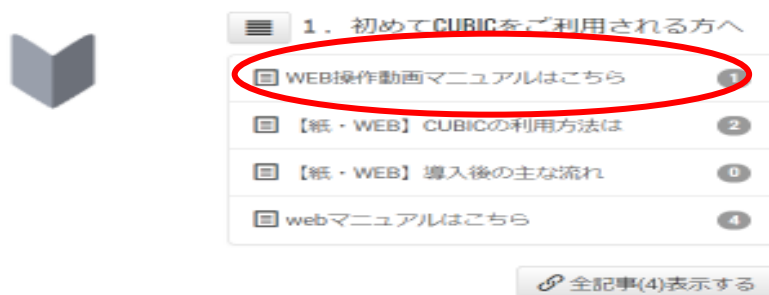 1. 初めてCUBICをご利用される方へ
WEB操作動画マニュアルはこちら 1
【紙・WEB】CUBICの利用方法は 2
【紙・WEB】導入後の主な流れ 0
webマニュアルはこちら 4
全記事(4)表示する